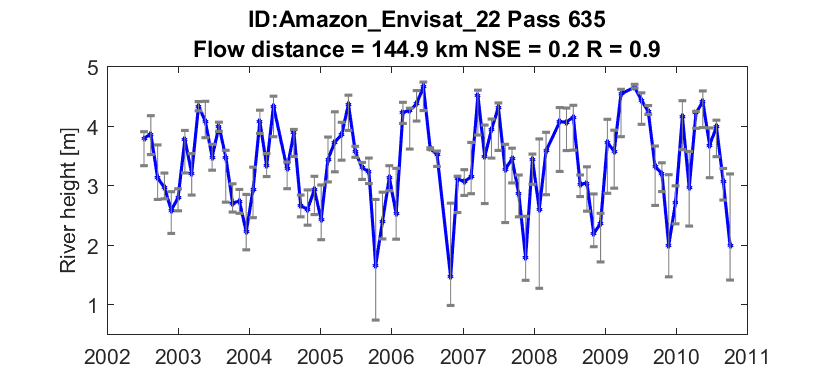 ID:Amazon_Envisat_22 Pass 635
Flow distance = 144.9 km NSE = 0.2 R = 0.9
River height [m]
5
4
3
2
1
2002 2003 2004 2005 2006 2007 2008 2009 2010 2011